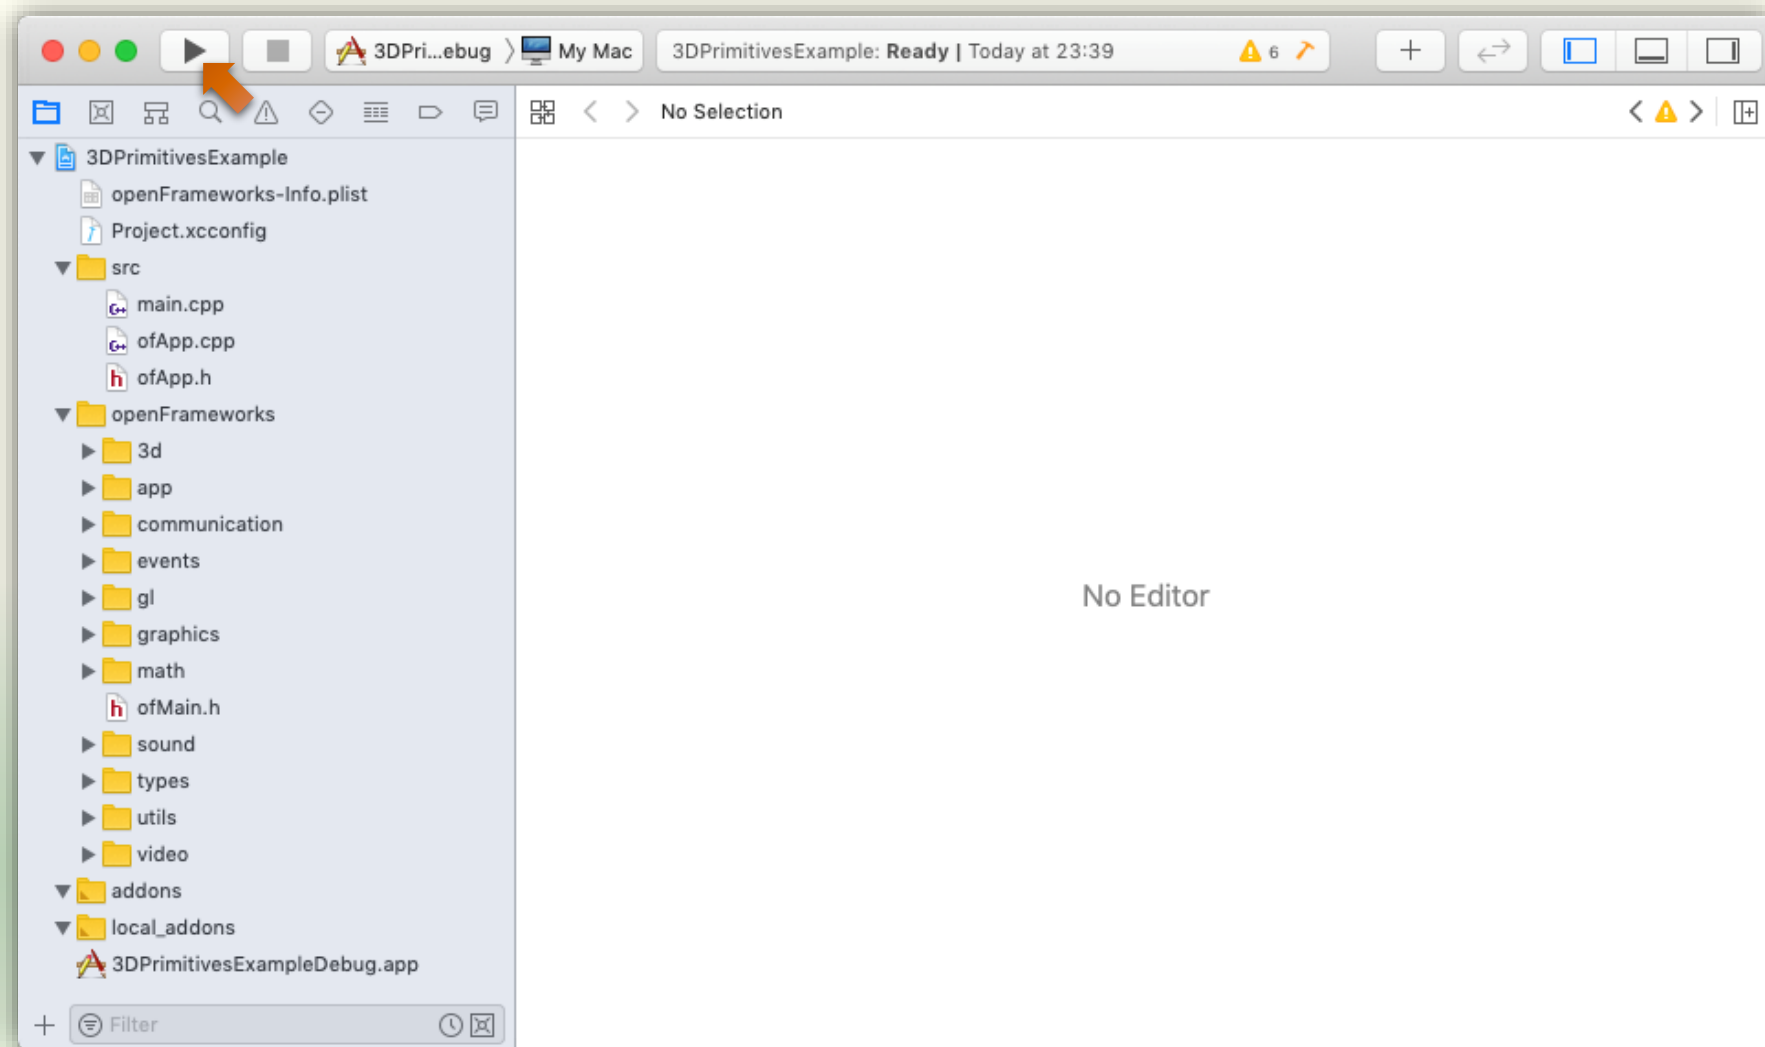 3DPri...ebug 〉 My Mac
3DPrimitivesExample: Ready | Today at 23:39
6
No Selection
3DPrimitivesExample
openFrameworks-Info.plist
Project.xcconfig
src
main.cpp
ofApp.cpp
h ofApp.h
openFrameworks
3d
app
communication
events
gl
graphics
math
h ofMain.h
sound
types
utils
video
addons
local_addons
3DPrimitivesExampleDebug.app
Filter
No Editor